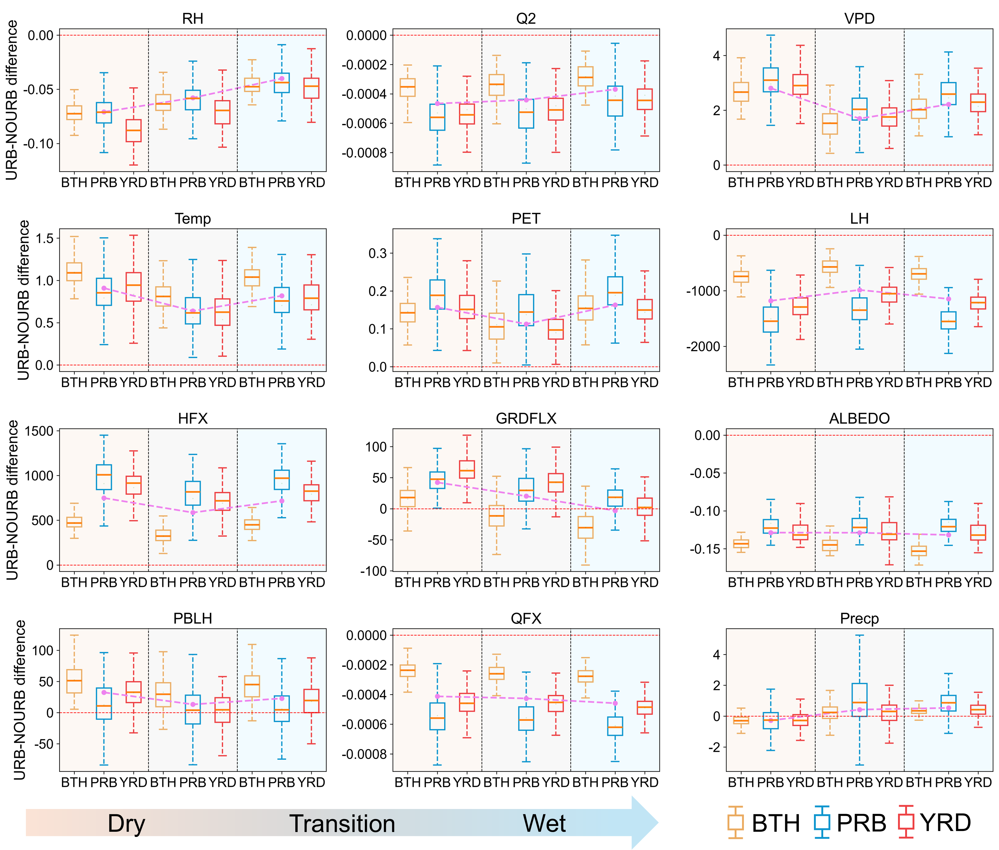 RH
Q2
VPD
URB-NOURB difference
0.00
-0.05
-0.10
BTH PRB YRD BTH PRB YRD BTH PRB YRD
0.0000
-0.0002
-0.0004
-0.0006
-0.0008
BTH PRB YRD BTH PRB YRD BTH PRB YRD
4
2
0
BTH PRB YRD BTH PRB YRD BTH PRB YRD
Temp
PET
LH
URB-NOURB difference
1.5
1.0
0.5
0.0
BTH PRB YRD BTH PRB YRD BTH PRB YRD
0.3
0.2
0.1
0.0
BTH PRB YRD BTH PRB YRD BTH PRB YRD
0
-1000
-2000
BTH PRB YRD BTH PRB YRD BTH PRB YRD
HFX
GRDFLX
ALBEDO
URB-NOURB difference
1500
1000
500
0
BTH PRB YRD BTH PRB YRD BTH PRB YRD
100
50
0
-50
-100
BTH PRB YRD BTH PRB YRD BTH PRB YRD
0.00
-0.05
-0.10
-0.15
BTH PRB YRD BTH PRB YRD BTH PRB YRD
PBLH
QFX
Precp
URB-NOURB difference
100
50
0
-50
BTH PRB YRD BTH PRB YRD BTH PRB YRD
0.0000
-0.0002
-0.0004
-0.0006
-0.0008
BTH PRB YRD BTH PRB YRD BTH PRB YRD
4
2
0
-2
BTH PRB YRD BTH PRB YRD BTH PRB YRD
Dry Transition Wet
BTH PRB YRD